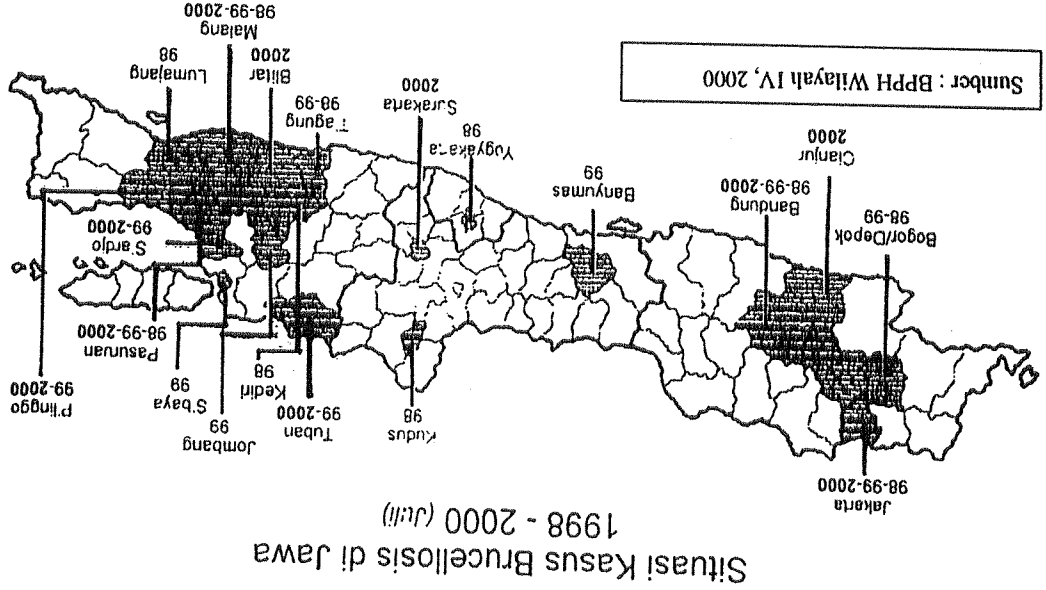 Situasi Kasus Brucellosis di Jawa
1998 - 2000 (Juli)
Jakarta
98-99-2000
Kudus
98
Tuban
99-2000
Kediri
98
Jombang
99
S'baya
99
Pasuruan
98-99-2000
P'linggo
99-2000
S'ardjo
99-2000
Bogor/Depok
98-99
Cianjur
2000
Bandung
98-99-2000
Banyumas
99
Yogyakarta
98
Surakarta
2000
T'agung
98-99
Blitar
2000
Malang
98-99-2000
Lumajang
98
Sumber : BPPH Wilayah IV, 2000